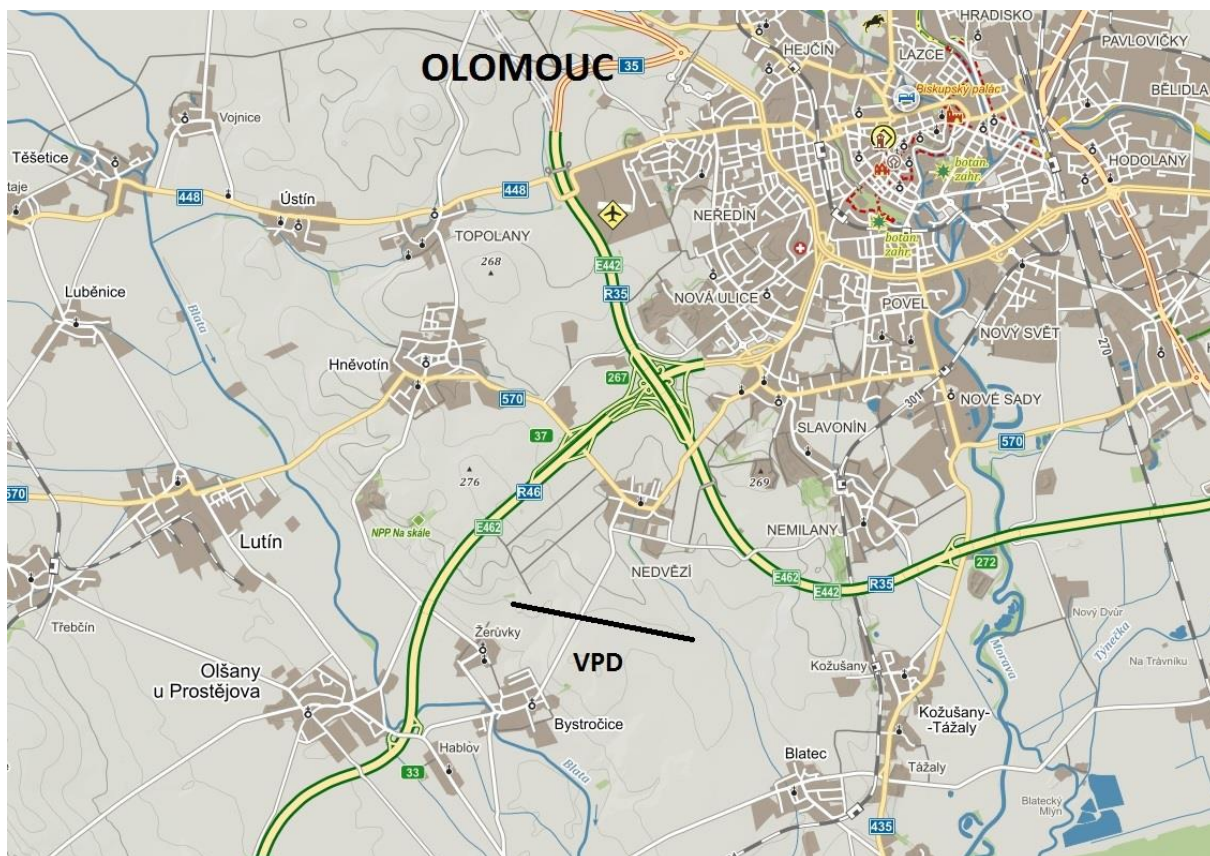 HRADISKO
HEJČÍN
LAZCE
PAVLOVIČKY
BĚLIDLA
OLOMOUC
35
Biskupský palác
Vojnice
Těšetice
taje
448
Ústín
448
botan.
zahr.
HODOLANY
TOPOLANY
268
NEŘEDÍN
botan.
zahr.
E442
R35
Luběnice
Blata
NOVÁ ULICE
POVEL
NOVÝ SVĚT
270
Hněvotín
267
301
NOVÉ SADY
570
37
SLAVONÍN
570
276
269
570
R46
E462
NPP Na skále
Lutín
NEMILANY
NEDVĚZÍ
E462
E442
R35
272
Třebčín
Nový Dvůr
Morava
Týnečka
Žerůvky
VPD
Na Trávníku
Olšany
u Prostějova
Kožušany
Bystročice
Kožušany-
-Tážaly
Hablov
33
Blata
Blatec
Tážaly
Blatecký
Mlýn
435